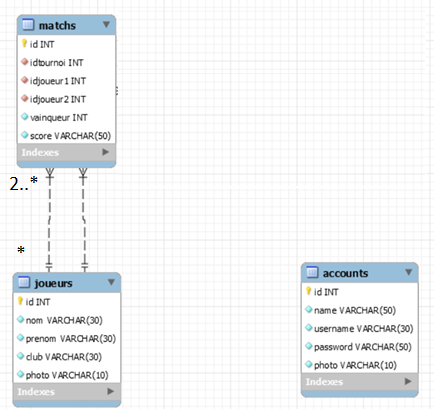 matchs
id INT
idtournoi INT
idjoueur1 INT
idjoueur2 INT
vainqueur INT
score VARCHAR(50)
Indexes
2..*
*
joueurs
id INT
nom VARCHAR(30)
prenom VARCHAR(30)
club VARCHAR(30)
photo VARCHAR(10)
Indexes
accounts
id INT
name VARCHAR(50)
username VARCHAR(30)
password VARCHAR(50)
photo VARCHAR(10)
Indexes